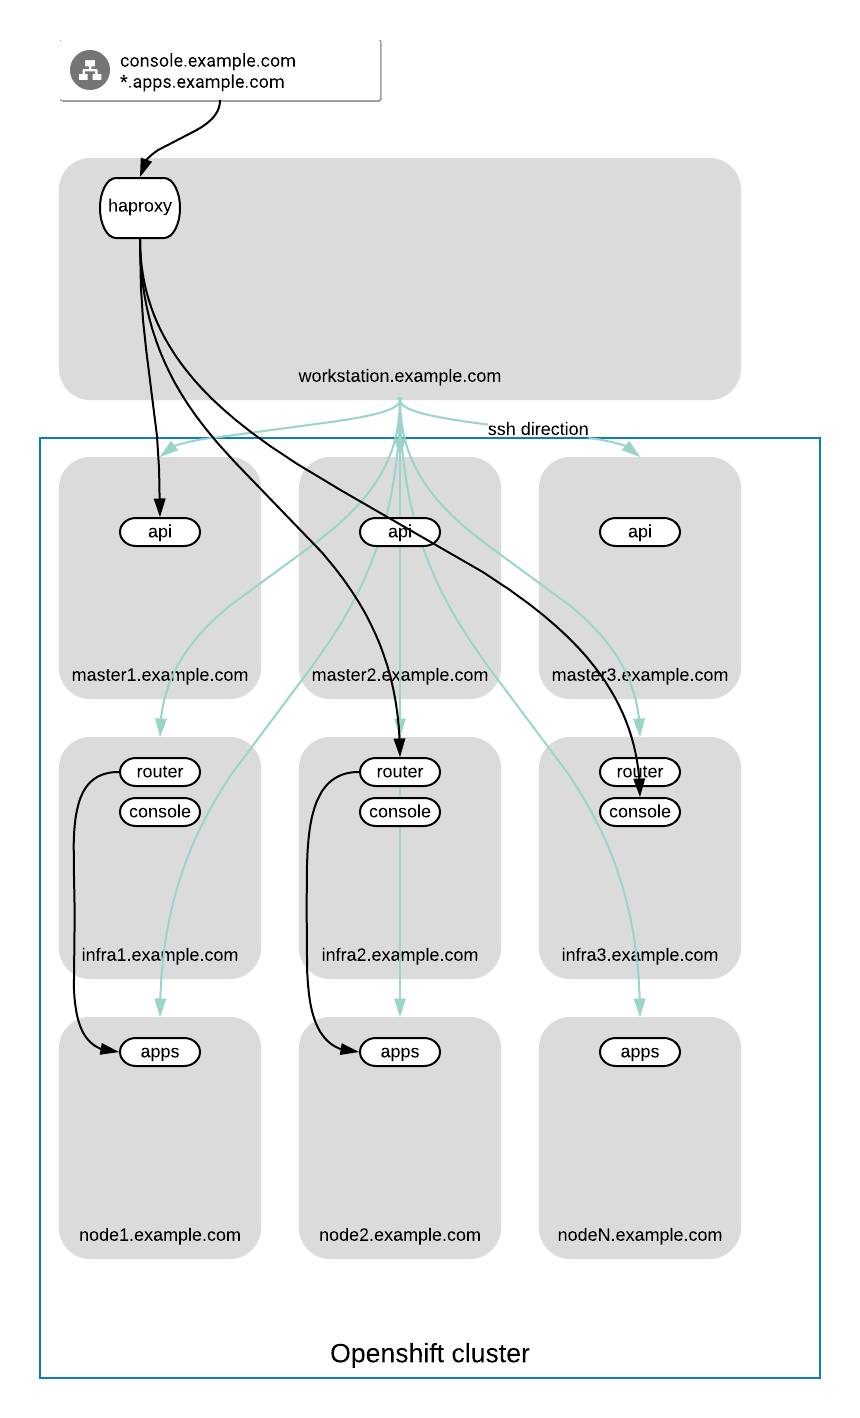 console.example.com
*.apps.example.com
haproxy
workstation.example.com
ssh direction
api
api
api
master1.example.com
master2.example.com
master3.example.com
router
router
router
console
console
console
infra1.example.com
infra2.example.com
infra3.example.com
apps
apps
apps
node1.example.com
node2.example.com
nodeN.example.com
Openshift cluster